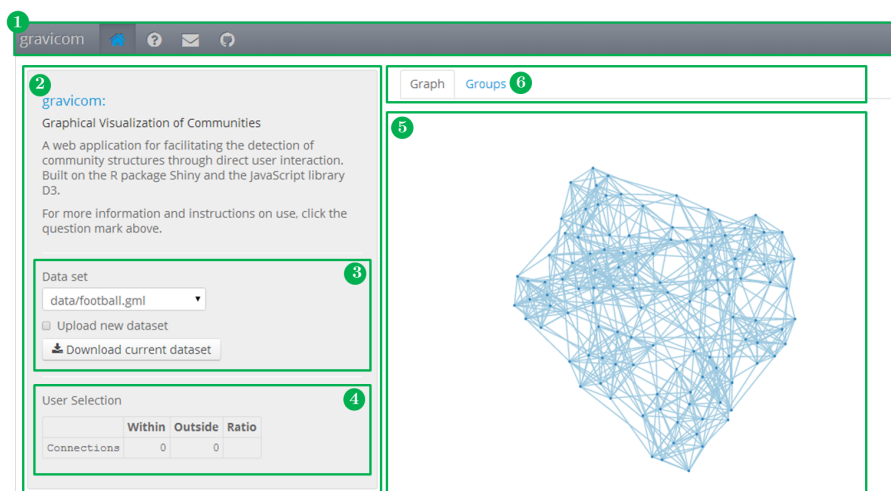 1
gravicom
2
gravicom:
Graphical Visualization of Communities
A web application for facilitating the detection of
community structures through direct user interaction.
Built on the R package Shiny and the JavaScript library
D3.
For more information and instructions on use, click the
question mark above.
3
Data set
data/football.gml
Upload new dataset
Download current dataset
4
User Selection
Within Outside Ratio
Connections 0 0
Graph Groups 6
5